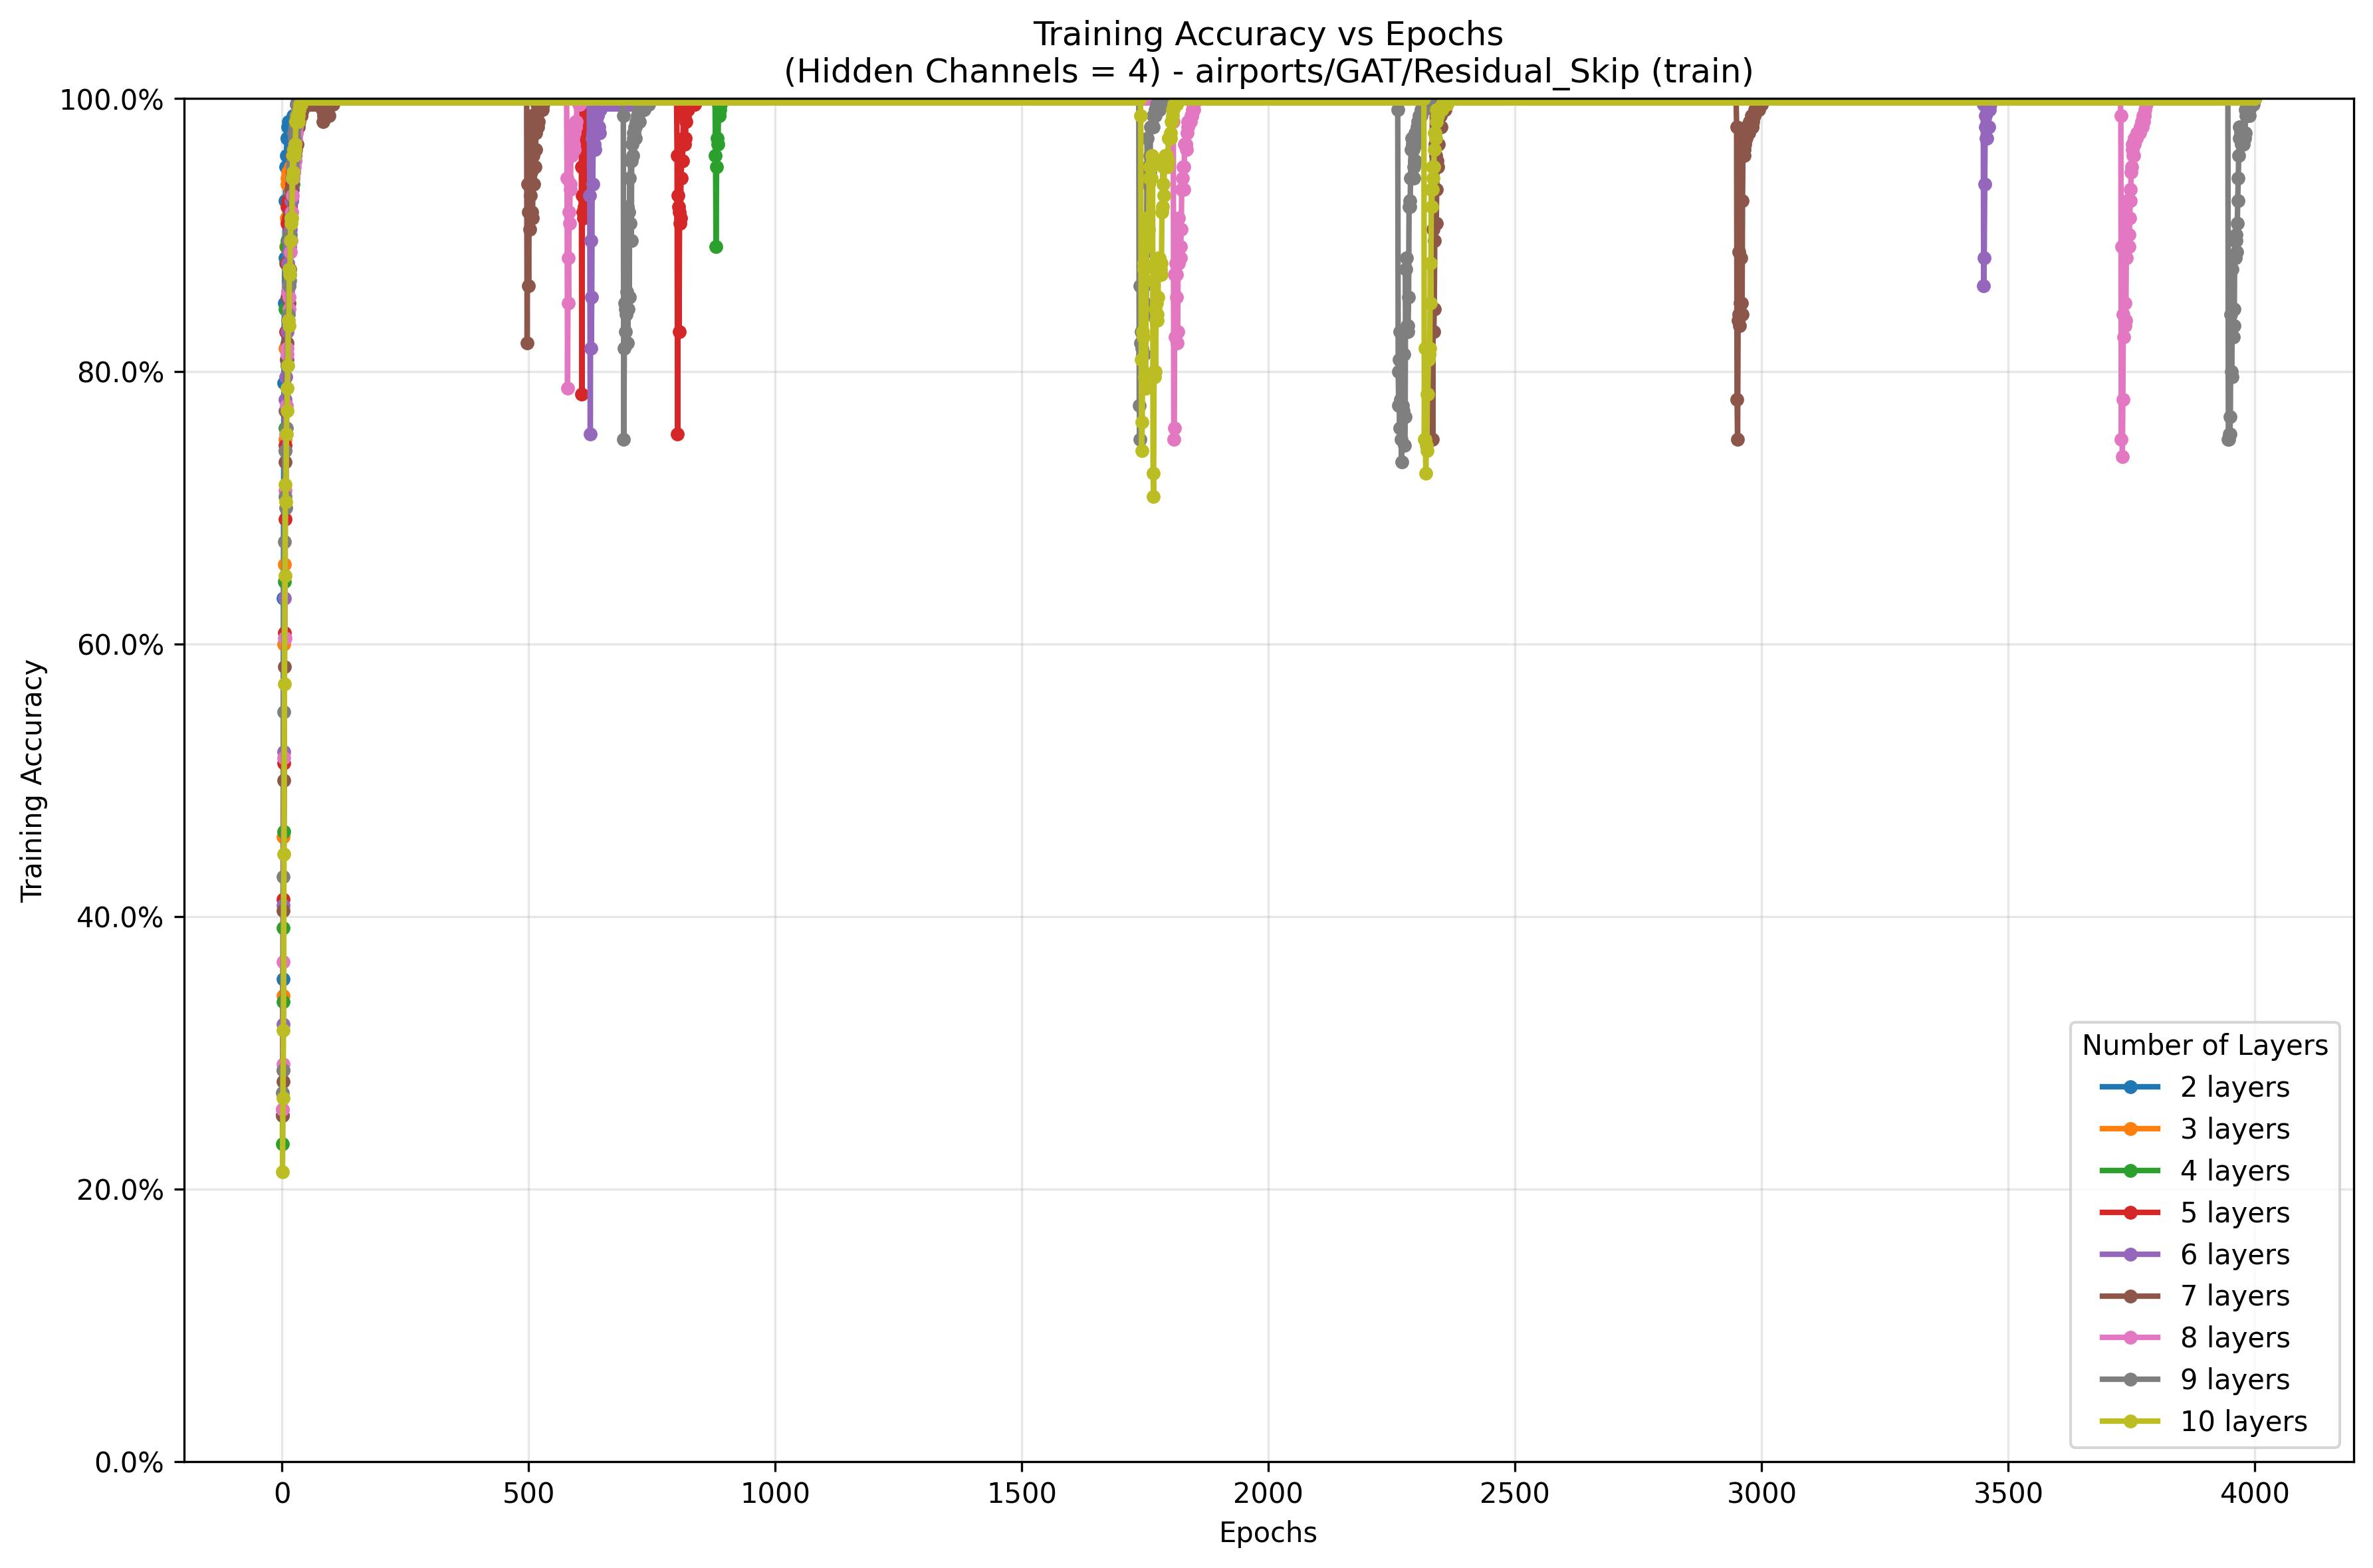 Training Accuracy vs Epochs
(Hidden Channels = 4) - airports/GAT/Residual_Skip (train)
Training Accuracy
100.0%
80.0%
60.0%
40.0%
20.0%
0.0%
0
500
1000
1500
2000
2500
3000
3500
4000
Epochs
Number of Layers
2 layers
3 layers
4 layers
5 layers
6 layers
7 layers
8 layers
9 layers
10 layers